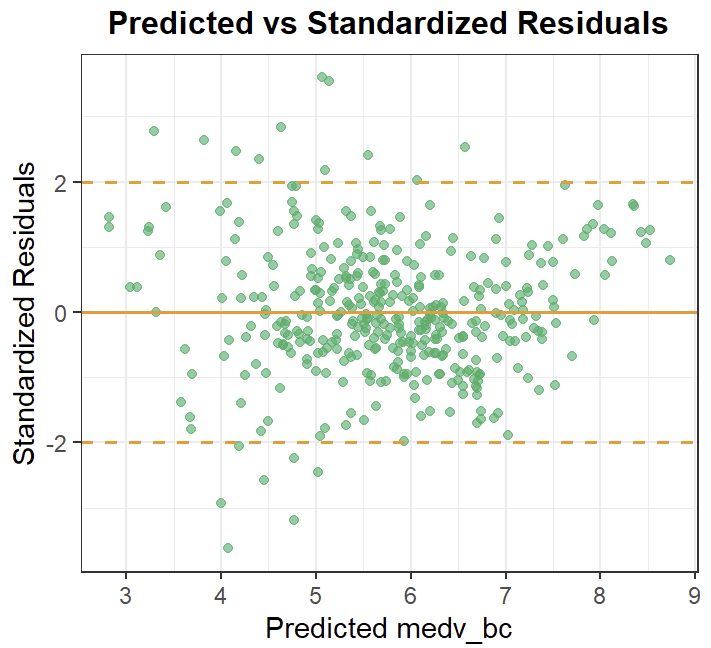 Predicted vs Standardized Residuals
Standardized Residuals
2
0
-2
3 4 5 6 7 8 9
Predicted medv_bc